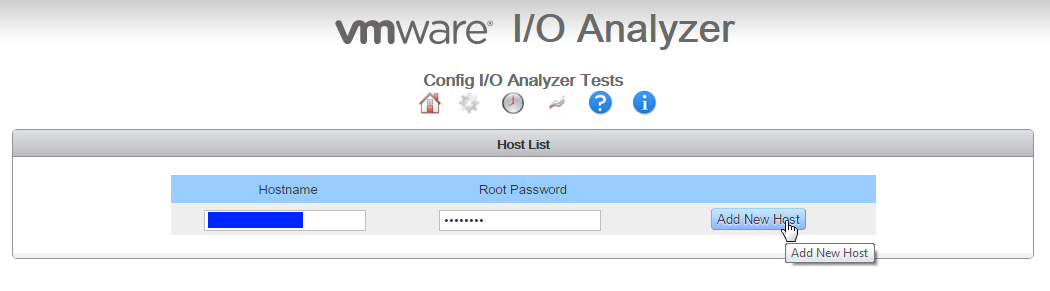 vmware® I/O Analyzer
Config I/O Analyzer Tests
Host List
Hostname Root Password
•••••••• Add New Host
Add New Host